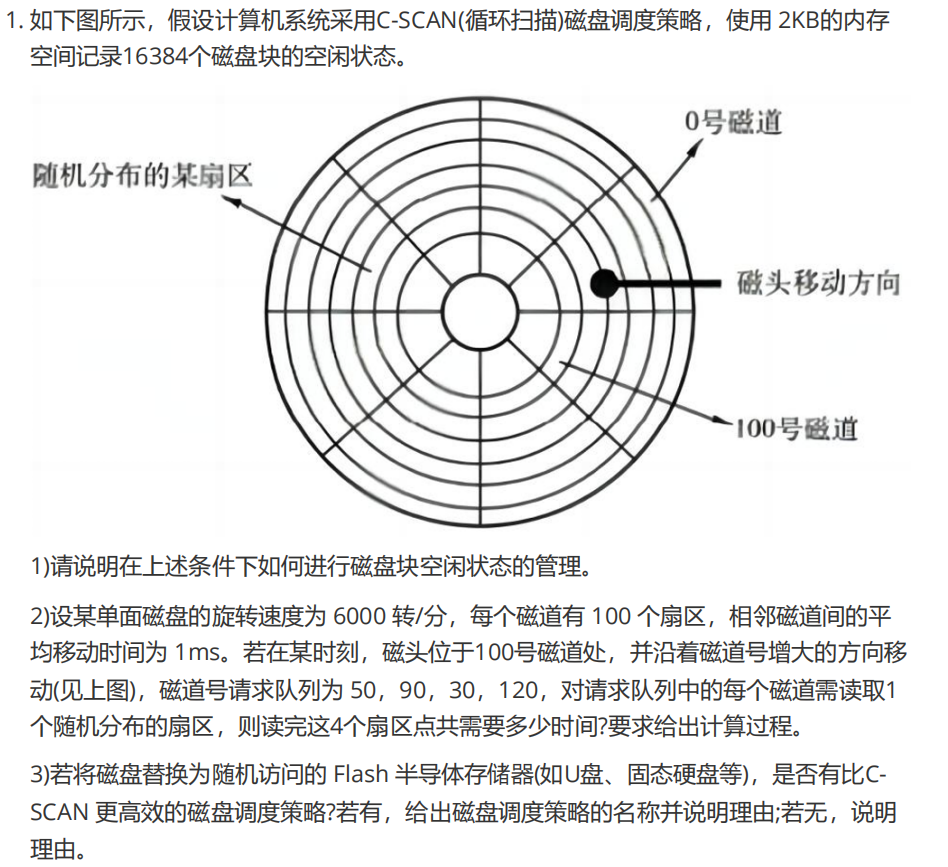 1. 如下图所示，假设计算机系统采用C-SCAN(循环扫描)磁盘调度策略，使用 2KB的内存
空间记录16384个磁盘块的空闲状态。
0号磁道
随机分布的某扇区
磁头移动方向
100号磁道
1)请说明在上述条件下如何进行磁盘块空闲状态的管理。
2)设某单面磁盘的旋转速度为 6000 转/分，每个磁道有 100 个扇区，相邻磁道间的平
均移动时间为 1ms。若在某时刻，磁头位于100号磁道处，并沿着磁道号增大的方向移
动(见上图)，磁道号请求队列为 50，90，30，120，对请求队列中的每个磁道需读取1
个随机分布的扇区，则读完这4个扇区点共需要多少时间?要求给出计算过程。
3)若将磁盘替换为随机访问的 Flash 半导体存储器(如U盘、固态硬盘等)，是否有比C-
SCAN 更高效的磁盘调度策略?若有，给出磁盘调度策略的名称并说明理由;若无，说明
理由。